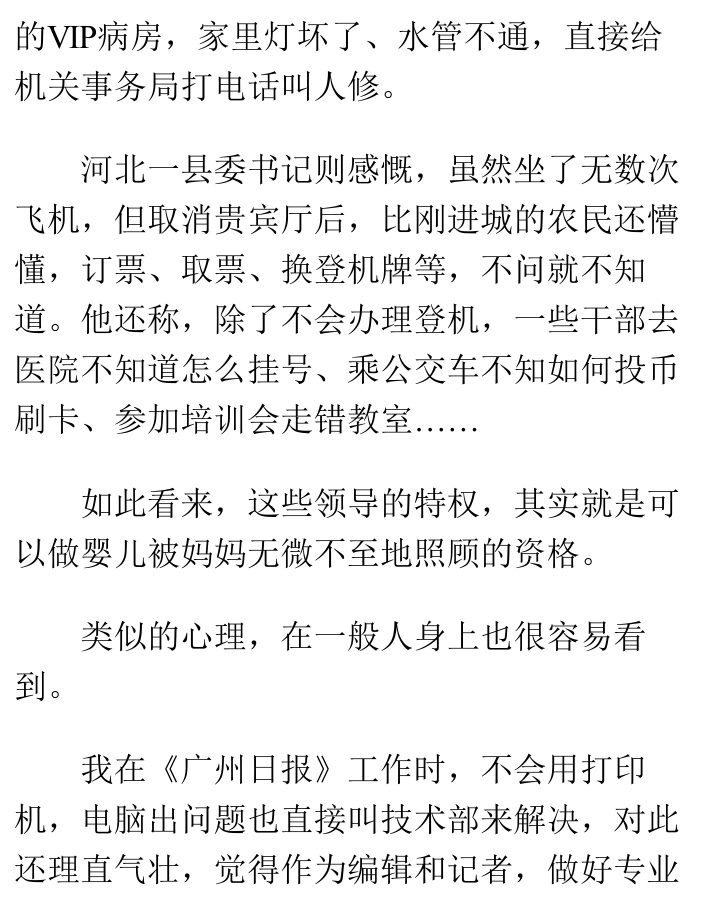 的VIP病房，家里灯坏了、水管不通，直接给
机关事务局打电话叫人修。
河北一县委书记则感慨，虽然坐了无数次
飞机，但取消贵宾厅后，比刚进城的农民还懵
懂，订票、取票、换登机牌等，不问就不知
道。他还称，除了不会办理登机，一些干部去
医院不知道怎么挂号、乘公交车不知如何投币
刷卡、参加培训会走错教室……
如此看来，这些领导的特权，其实就是可
以做婴儿被妈妈无微不至地照顾的资格。
类似的心理，在一般人身上也很容易看
到。
我在《广州日报》工作时，不会用打印
机，电脑出问题也直接叫技术部来解决，对此
还理直气壮，觉得作为编辑和记者，做好专业